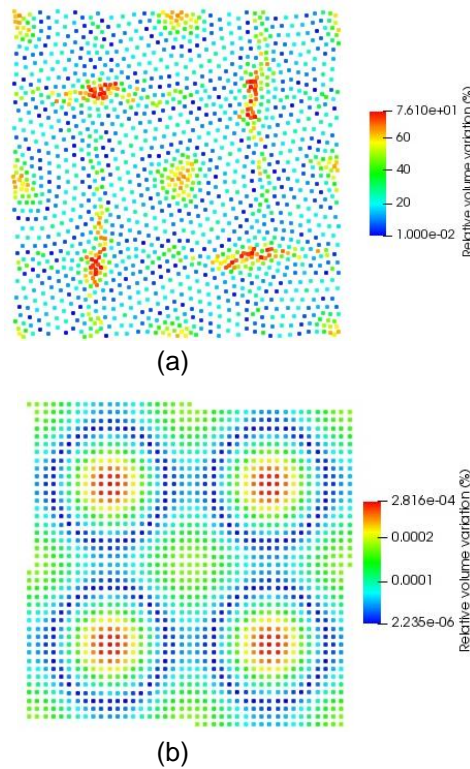 7.610e+01
60
40
20
1.000e-02
Relative volume variation (%)
(a)
2.816e-04
0.0002
0.0001
2.235e-06
Relative volume variation (%)
(b)